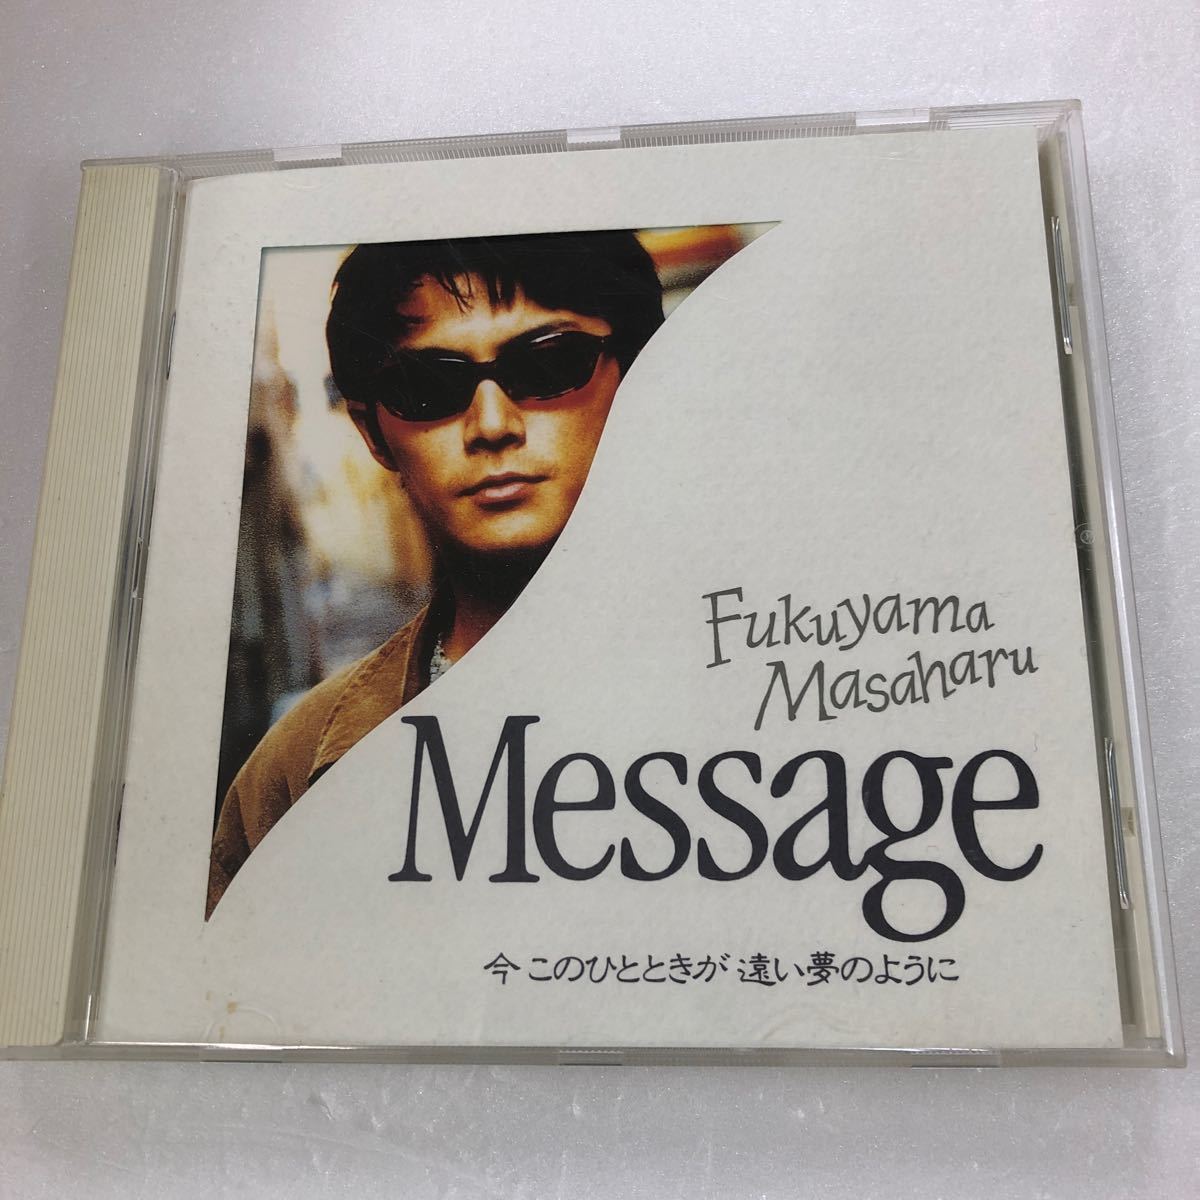 Fukuyama
Masaharu
Message
今 このひとときが 遠い夢のように